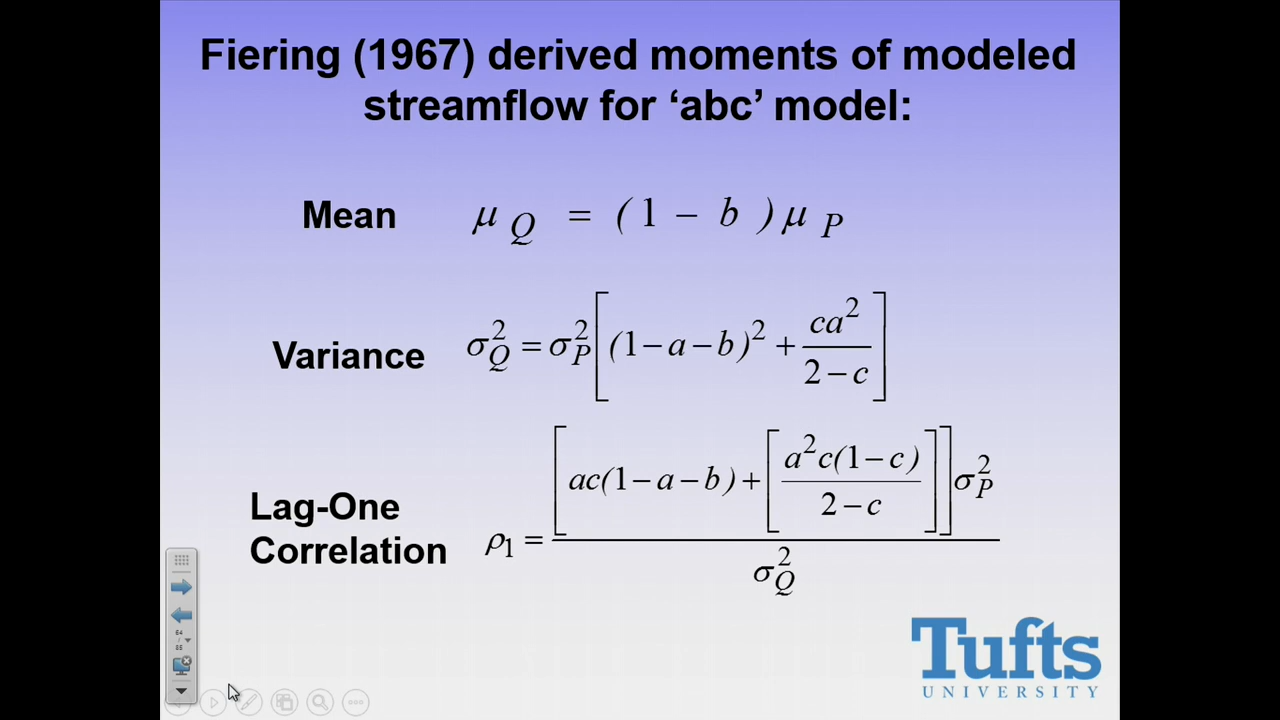 Fiering (1967) derived moments of modeled
streamflow for ‘abc’ model:
Mean μ_Q = (1 − b)μ_P
Variance σ_Q^2 = σ_P^2[(1−a−b)^2 + ca^2/(2−c)]
Lag-One
Correlation ρ_1 = [ac(1−a−b)+[a^2c(1−c)/(2−c)]]σ_P^2/σ_Q^2
Tufts
UNIVERSITY